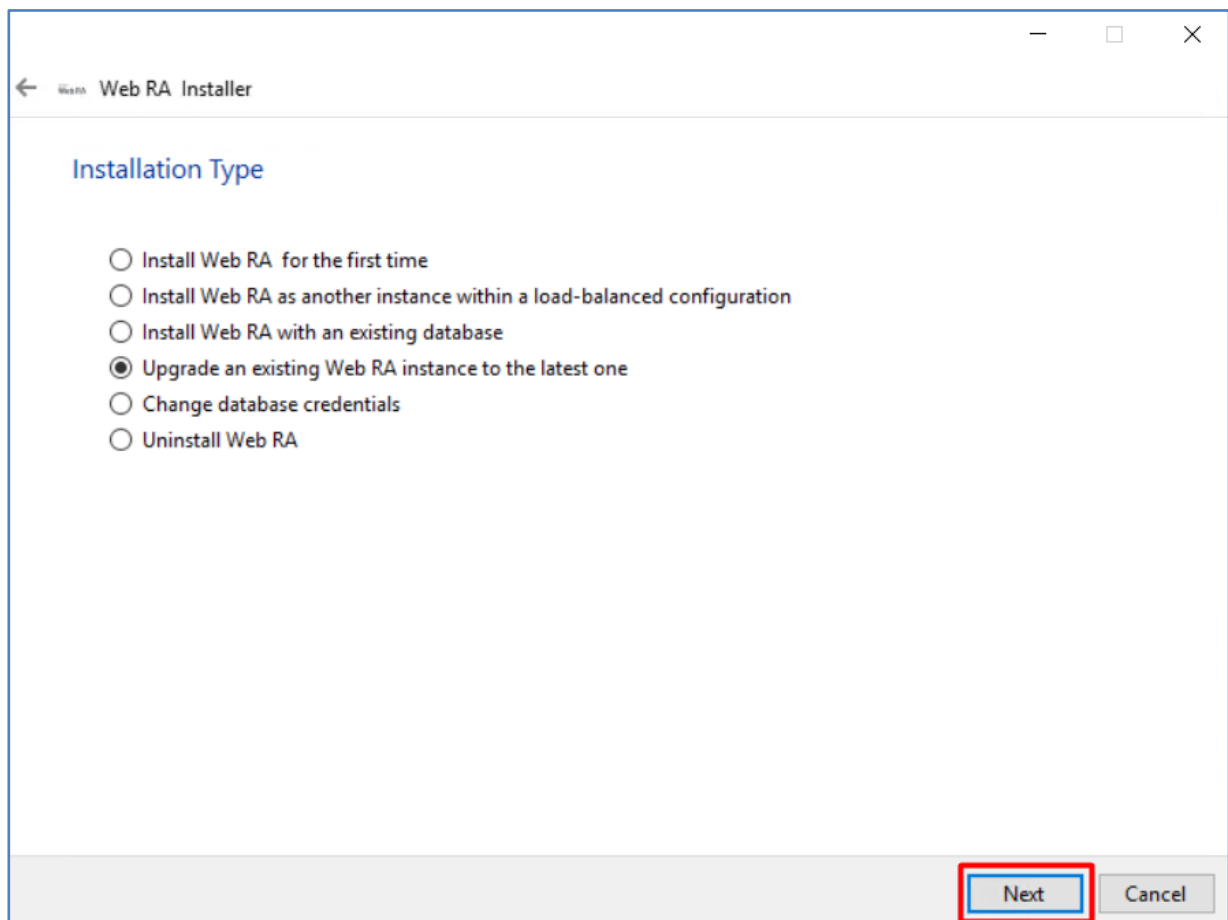 Web RA Installer
Installation Type
Install Web RA for the first time
Install Web RA as another instance within a load-balanced configuration
Install Web RA with an existing database
Upgrade an existing Web RA instance to the latest one
Change database credentials
Uninstall Web RA
Next Cancel